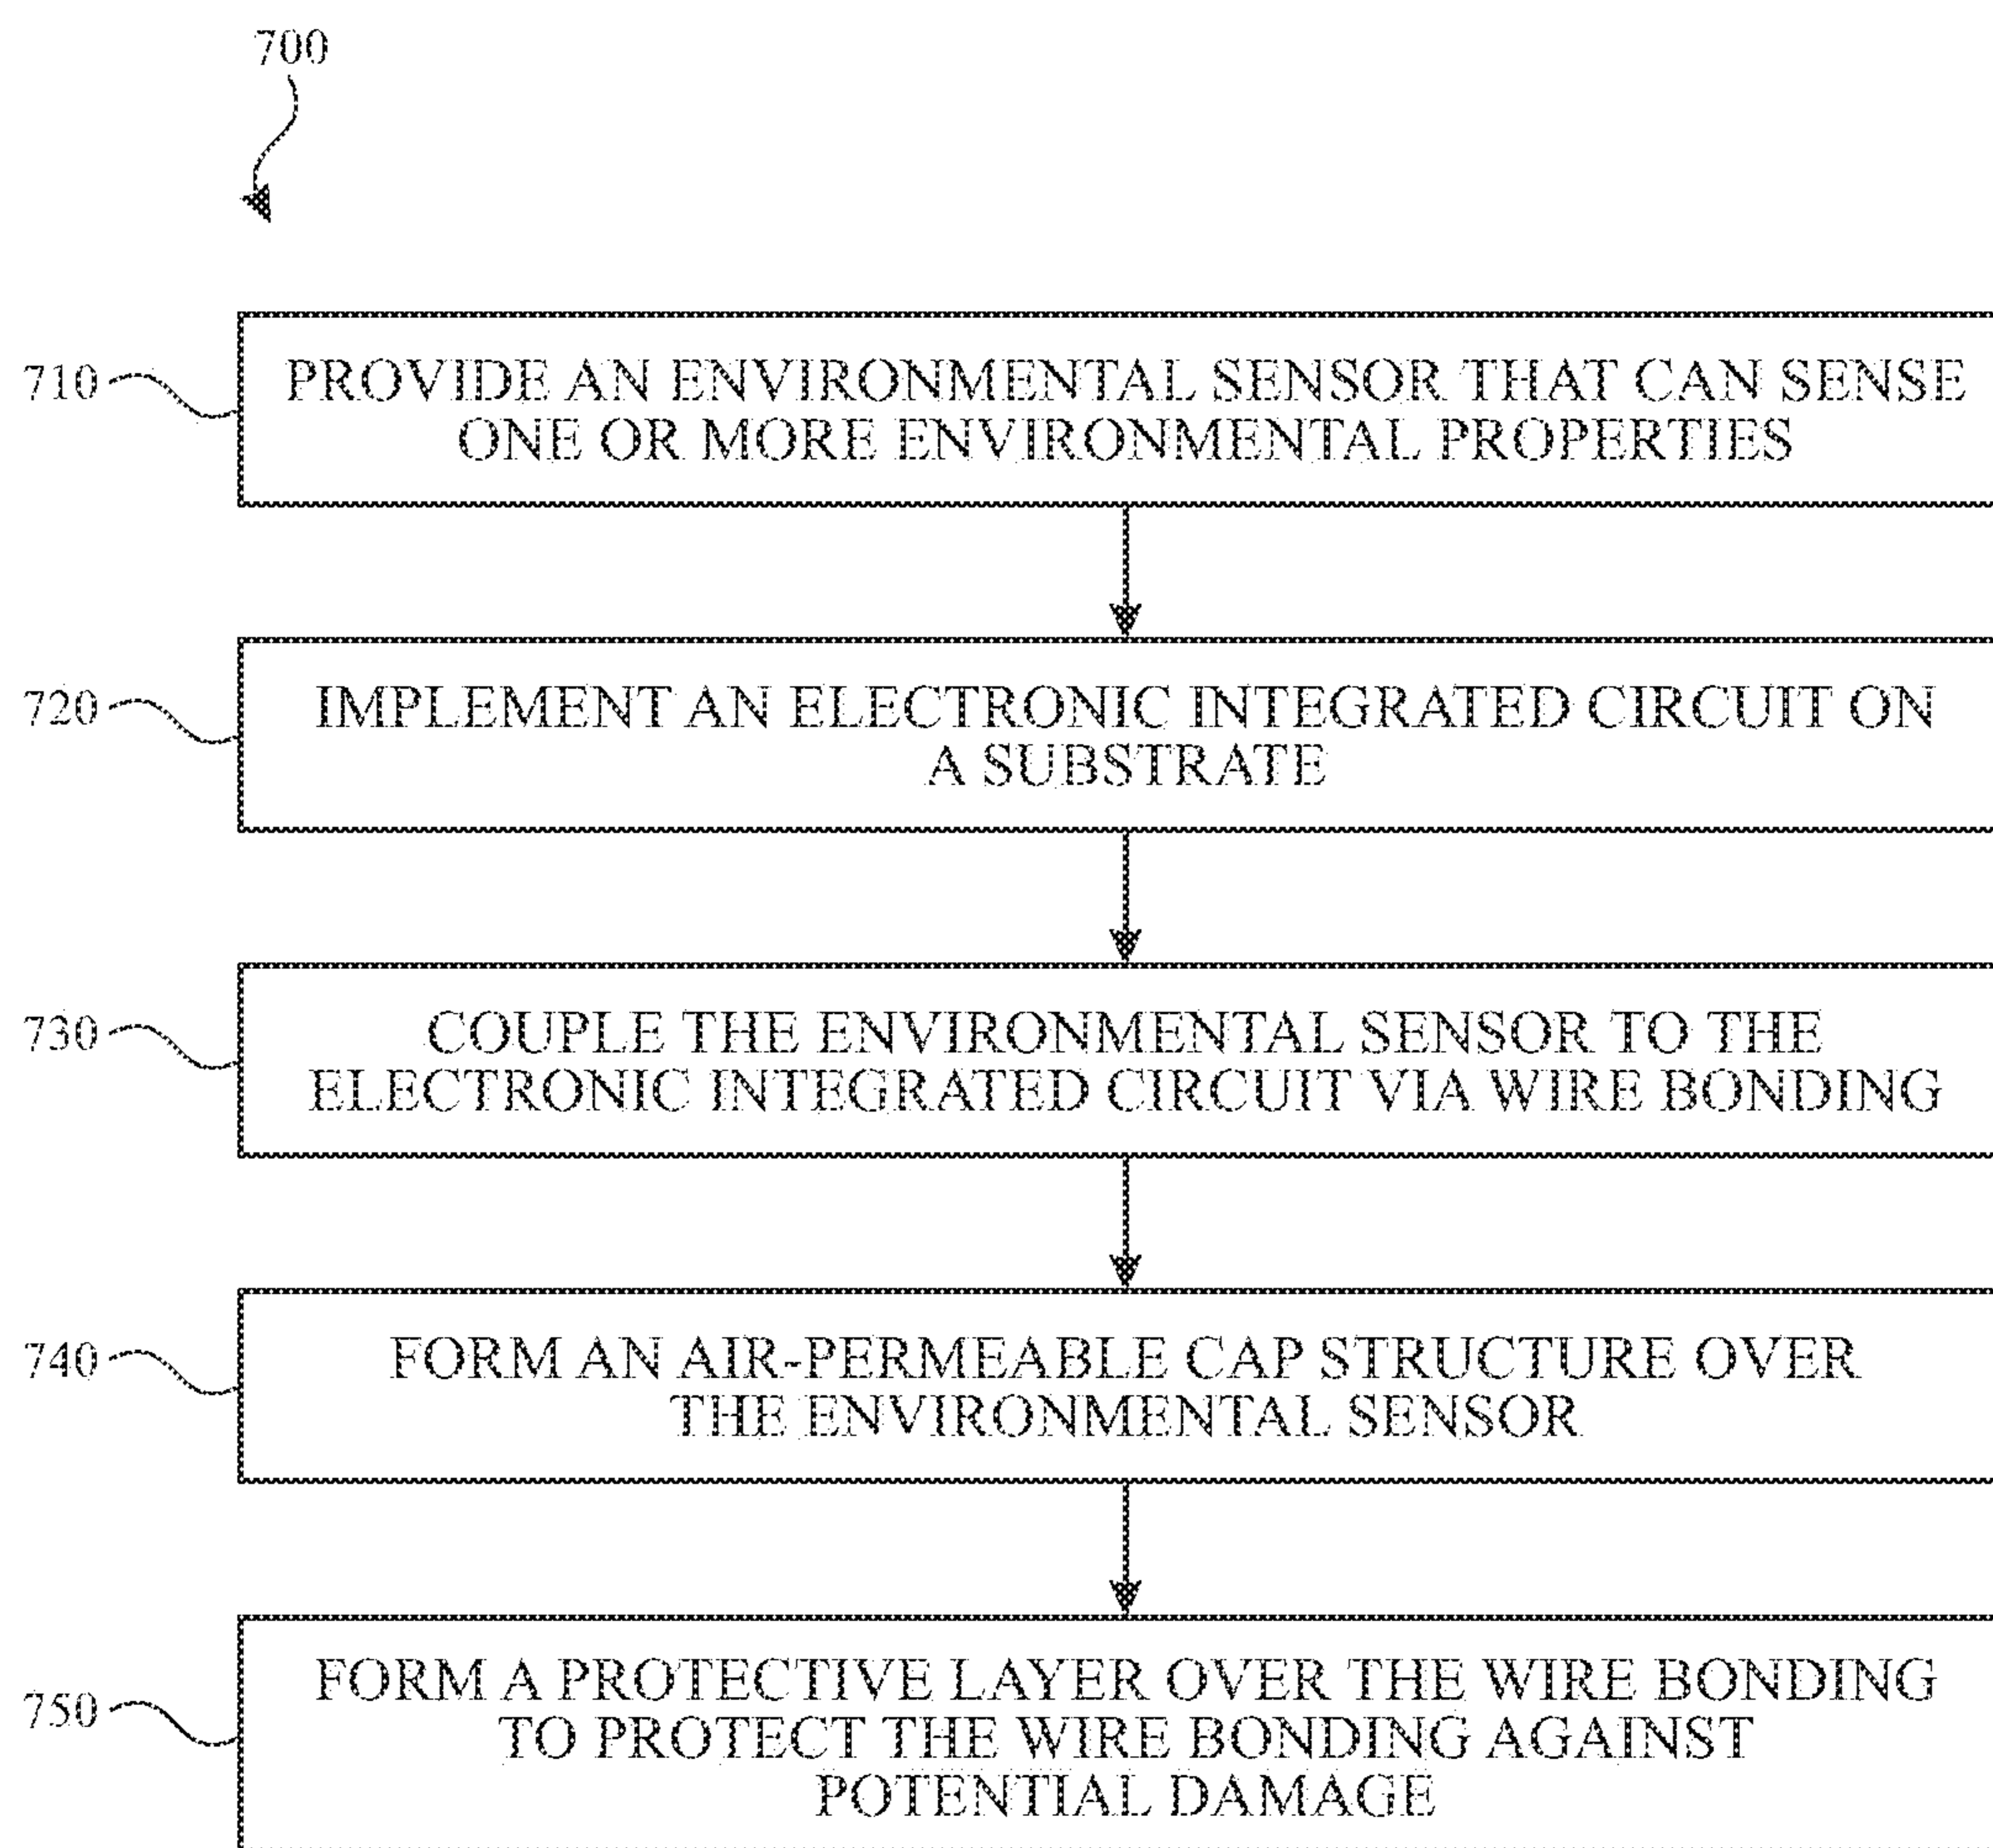 700
710
PROVIDE AN ENVIRONMENTAL SENSOR THAT CAN SENSE
ONE OR MORE ENVIRONMENTAL PROPERTIES
720
IMPLEMENT AN ELECTRONIC INTEGRATED CIRCUIT ON
A SUBSTRATE
730
COUPLE THE ENVIRONMENTAL SENSOR TO THE
ELECTRONIC INTEGRATED CIRCUIT VIA WIRE BONDING
740
FORM AN AIR-PERMEABLE CAP STRUCTURE OVER
THE ENVIRONMENTAL SENSOR
750
FORM A PROTECTIVE LAYER OVER THE WIRE BONDING
TO PROTECT THE WIRE BONDING AGAINST
POTENTIAL DAMAGE